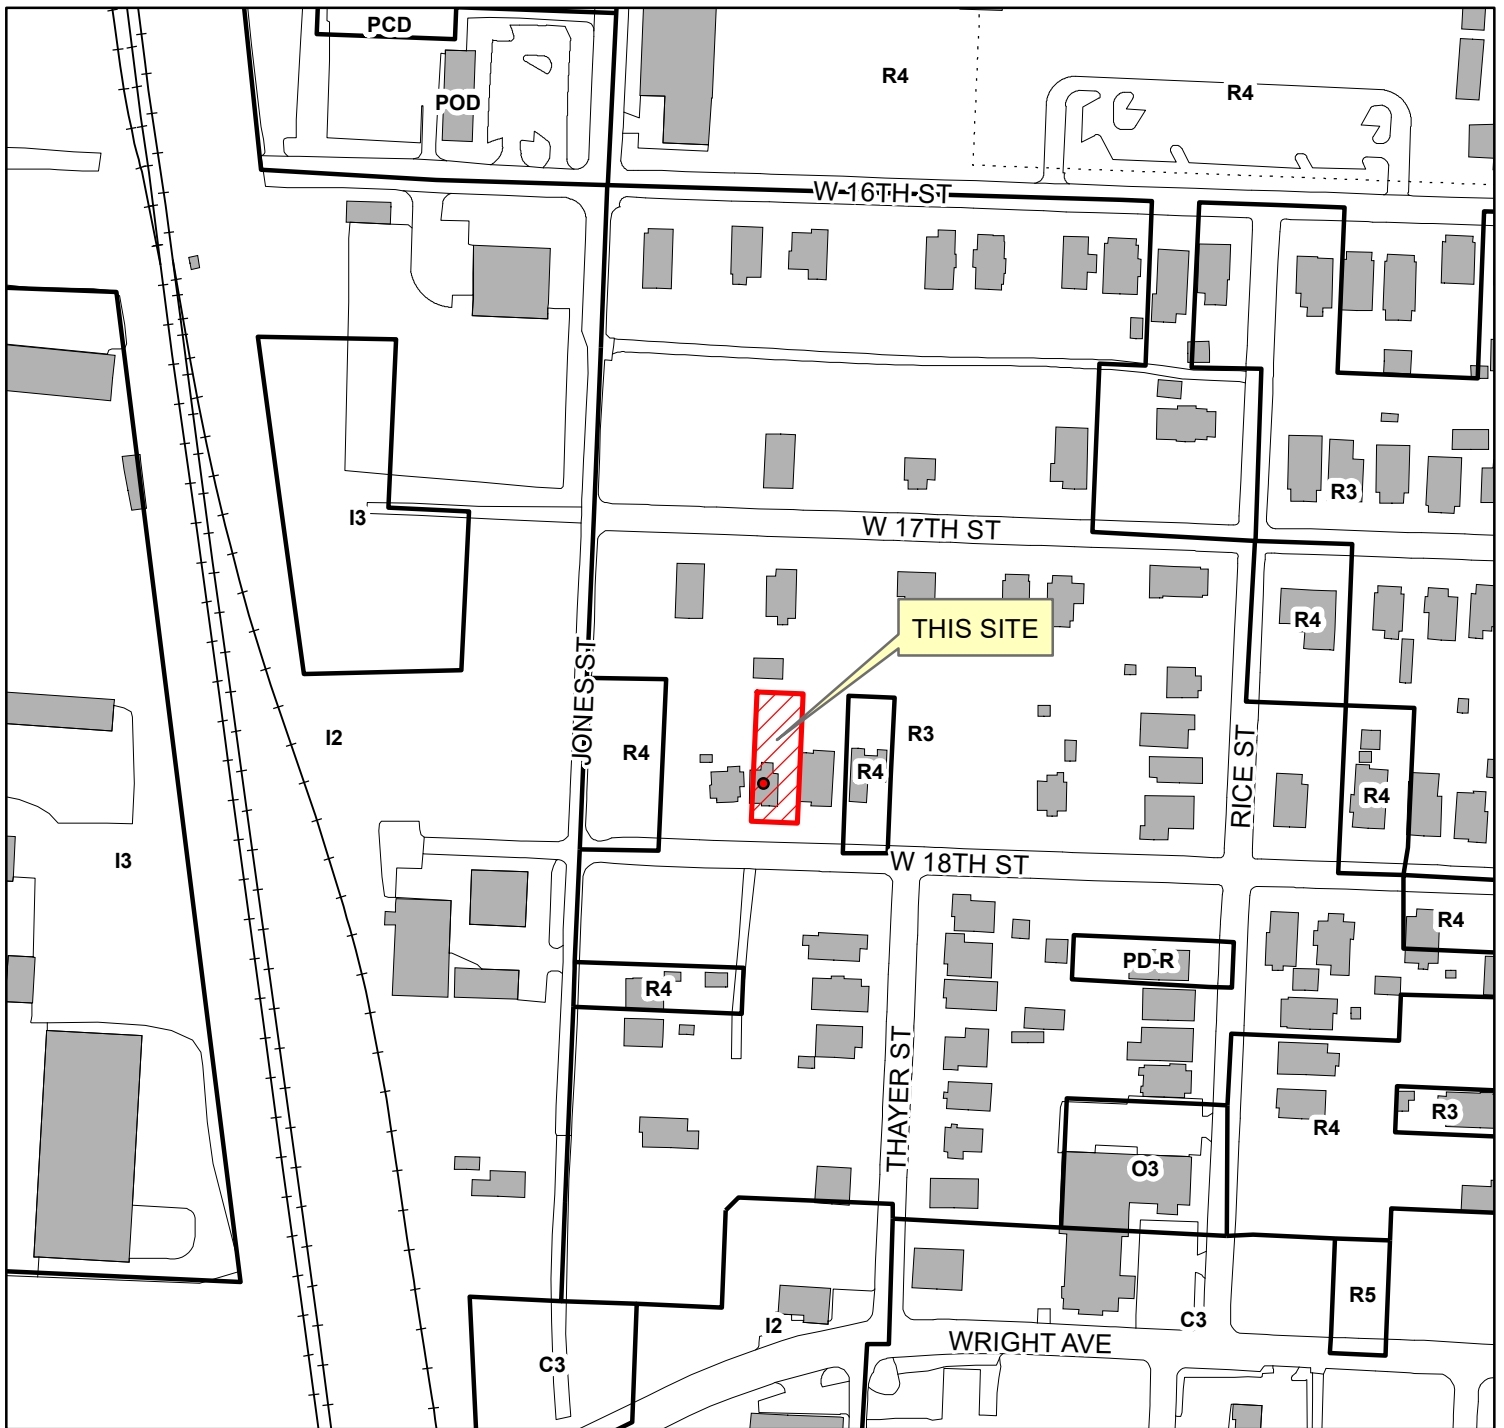 PCD
R4
R4
POD
W 16TH ST
R3
I3
W 17TH ST
THIS SITE
R4
JONES ST
I2
R4
R3
R4
RICE ST
R4
I3
W 18TH ST
R4
PD-R
R4
THAYER ST
R3
R4
O3
R5
C3
I2
WRIGHT AVE
C3